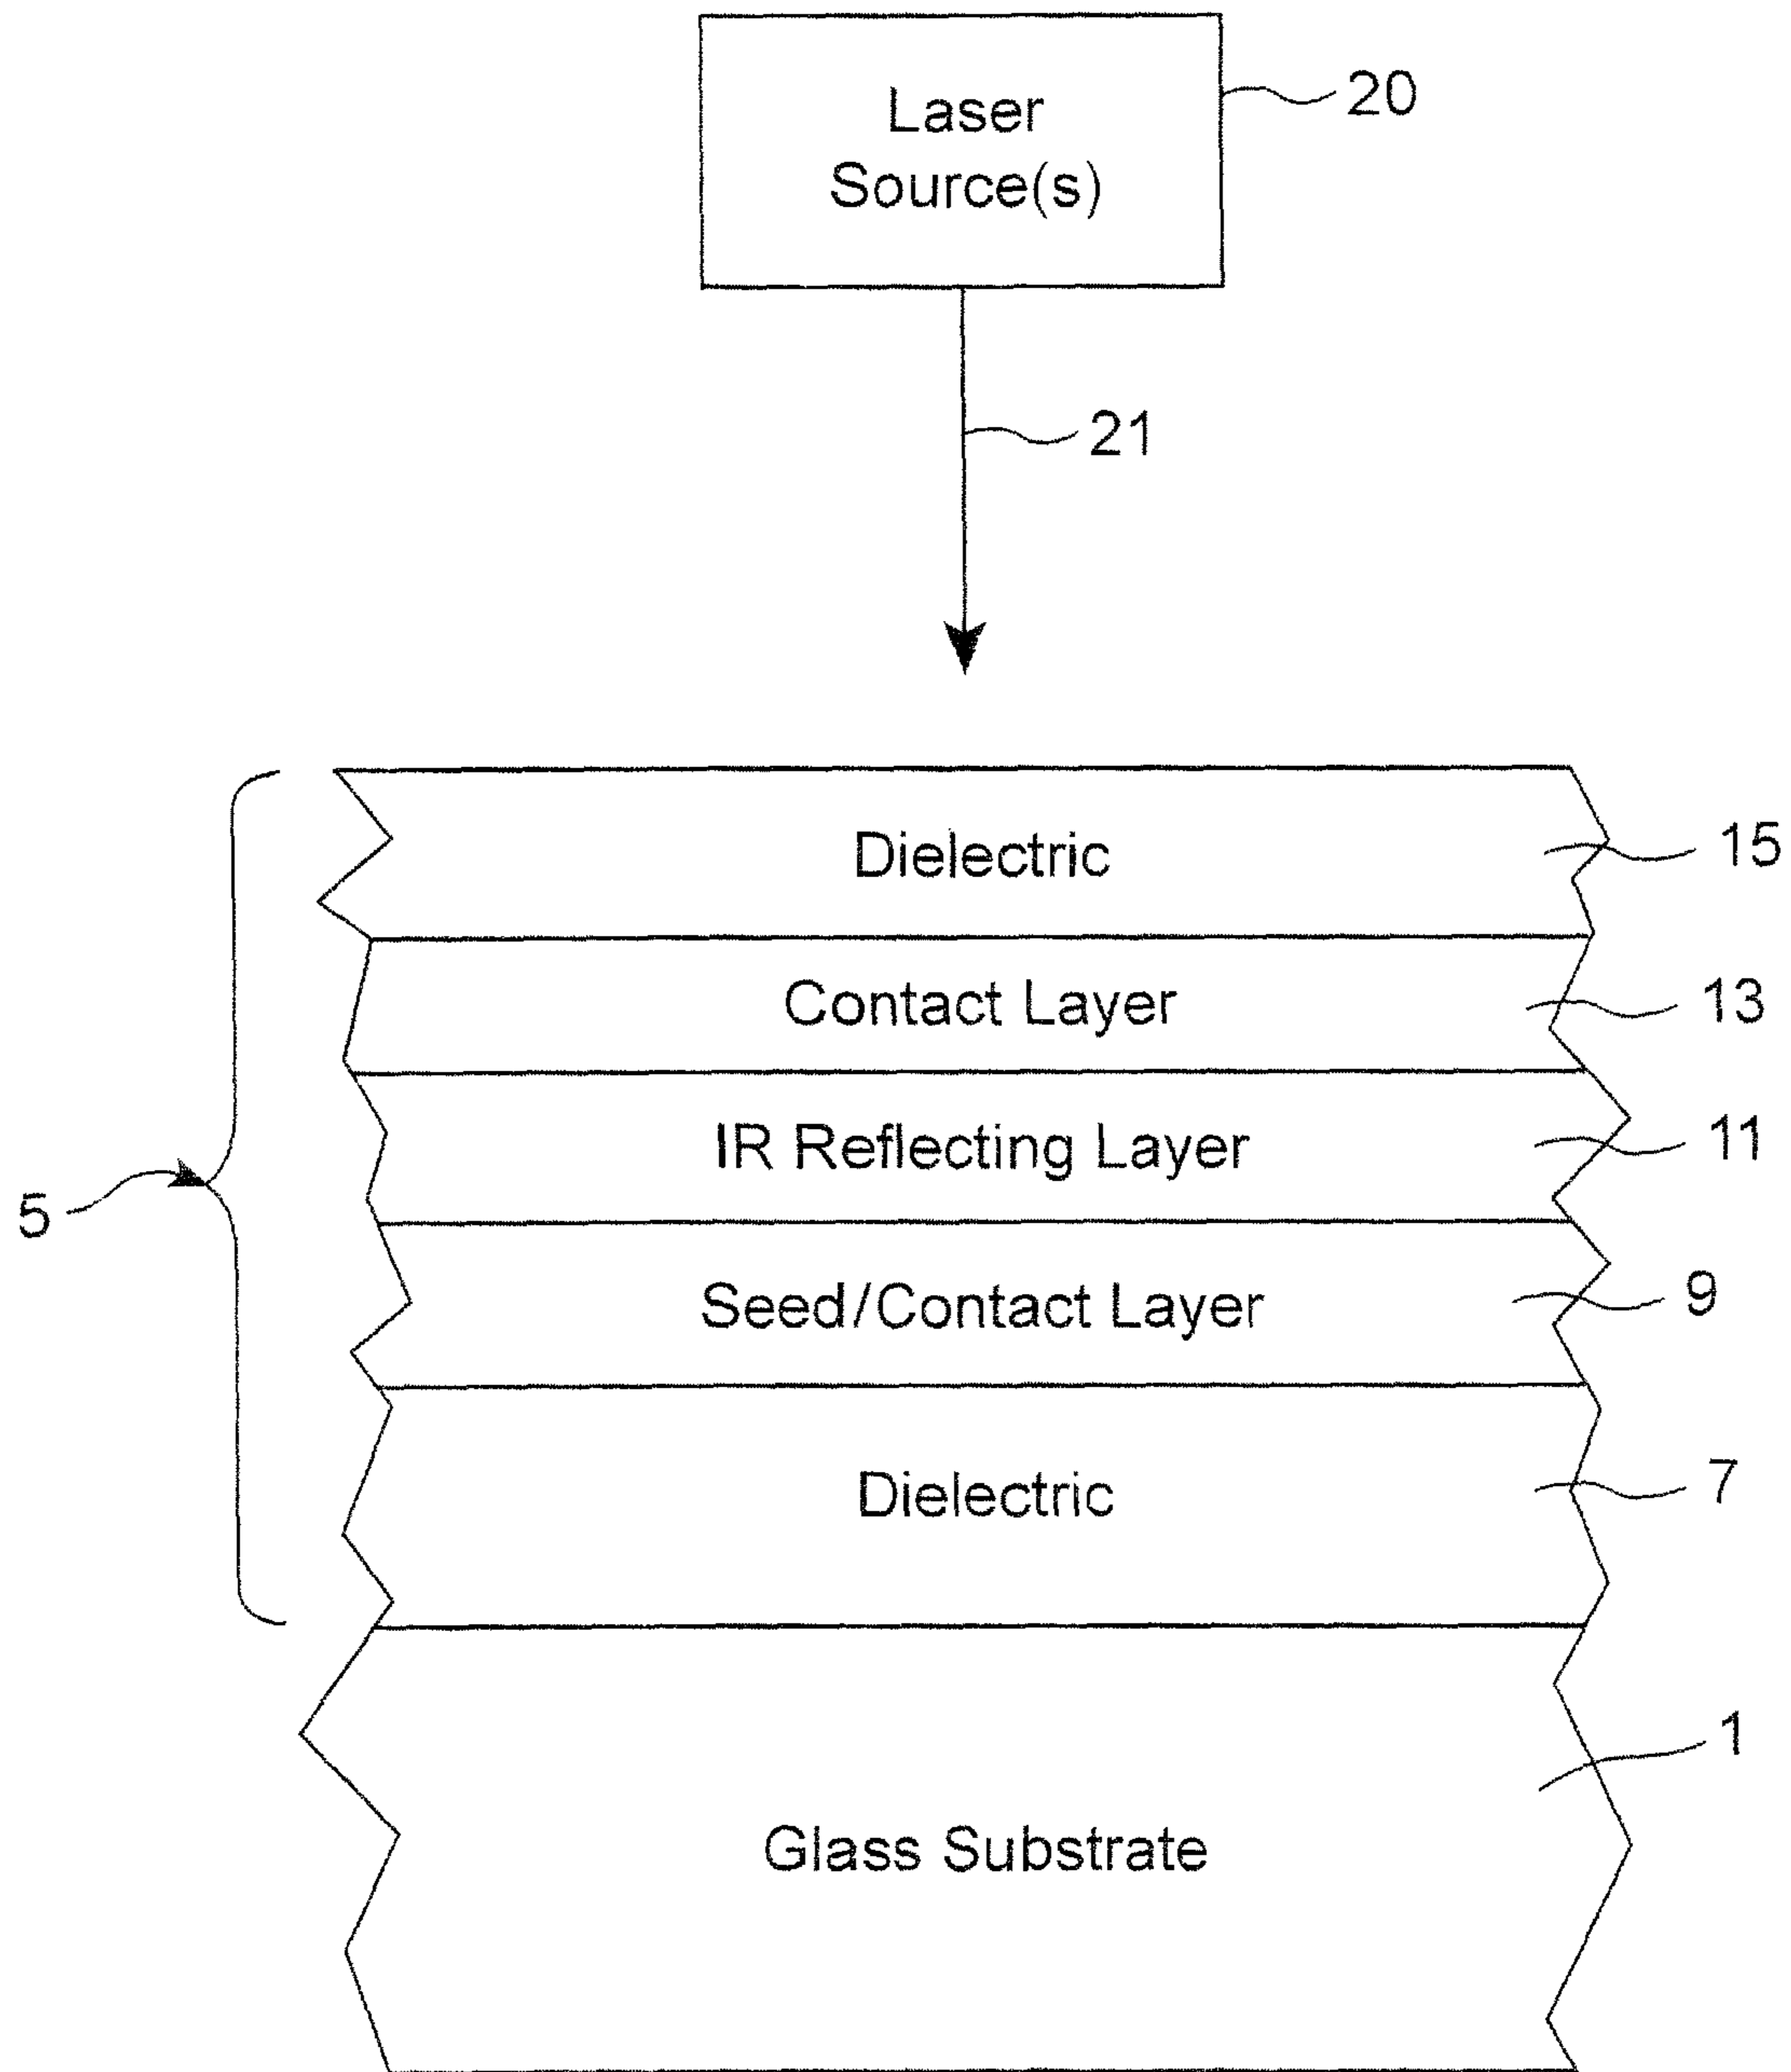 Laser
Source(s)
20
21
Dielectric
15
Contact Layer
13
IR Reflecting Layer
11
5
Seed/Contact Layer
9
Dielectric
7
1
Glass Substrate